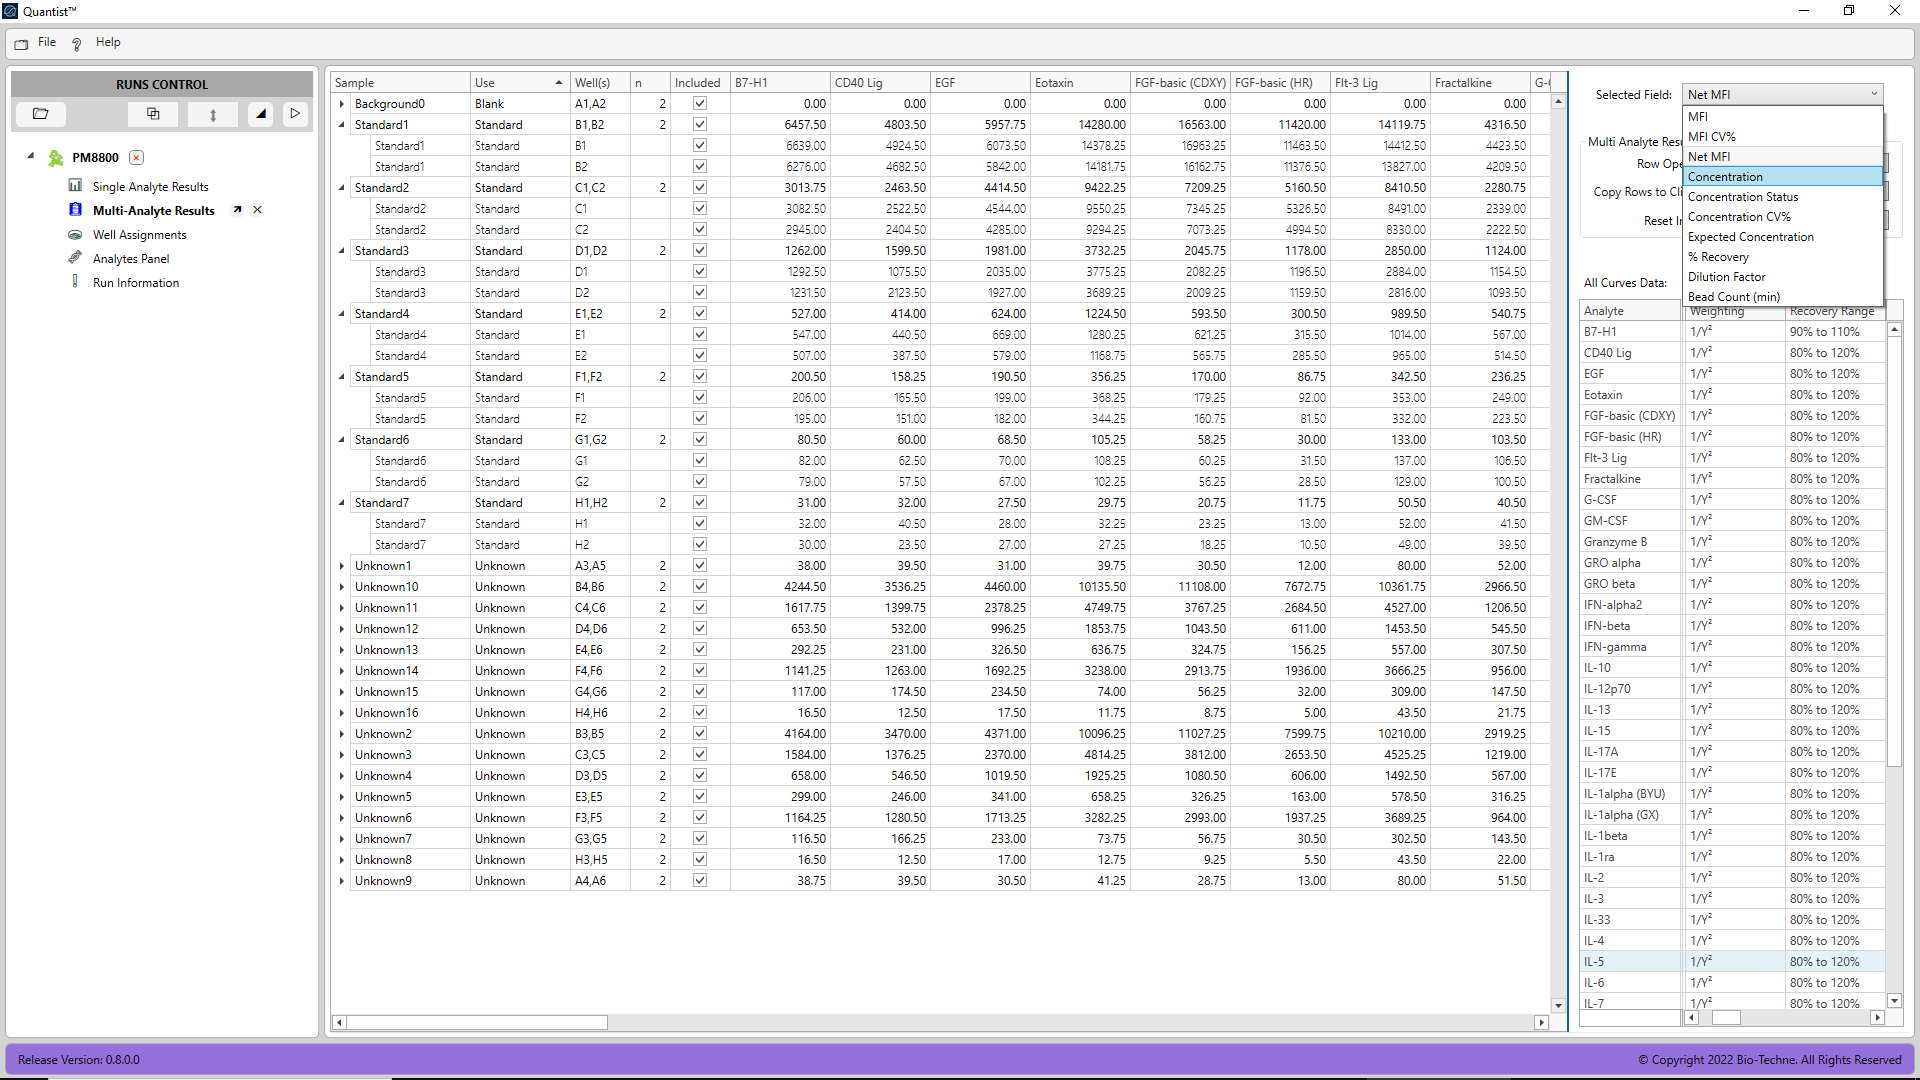 Quantist™
File Help
RUNS CONTROL
PM8800
Single Analyte Results
Multi-Analyte Results
Well Assignments
Analytes Panel
Run Information
Sample Use Well(s) n Included B7-H1 CD40 Lig EGF Eotaxin FGF-basic (CDXY) FGF-basic (HR) Flt-3 Lig Fractalkine
Background0 Blank A1,A2 2 0.00 0.00 0.00 0.00 0.00 0.00 0.00 0.00
Standard1 Standard B1,B2 2 6457.50 4803.50 5957.75 14280.00 16563.00 11420.00 14119.75 4316.50
Standard1 Standard B1 6639.00 4924.50 6073.50 14378.25 16963.25 11463.50 14412.50 4423.50
Standard1 Standard B2 6276.00 4682.50 5842.00 14181.75 16162.75 11376.50 13827.00 4209.50
Standard2 Standard C1,C2 2 3013.75 2463.50 4414.50 9422.25 7209.25 5160.50 8410.50 2280.75
Standard2 Standard C1 3082.50 2522.50 4544.00 9550.25 7345.25 5326.50 8491.00 2339.00
Standard2 Standard C2 2945.00 2404.50 4285.00 9294.25 7073.25 4994.50 8330.00 2222.50
Standard3 Standard D1,D2 2 1262.00 1599.50 1981.00 3732.25 2045.75 1178.00 2850.00 1124.00
Standard3 Standard D1 1292.50 1075.50 2035.00 3775.25 2082.25 1196.50 2884.00 1154.50
Standard3 Standard D2 1231.50 2123.50 1927.00 3689.25 2009.25 1159.50 2816.00 1093.50
Standard4 Standard E1,E2 2 527.00 414.00 624.00 1224.50 593.50 300.50 989.50 540.75
Standard4 Standard E1 547.00 440.50 669.00 1280.25 621.25 315.50 1014.00 567.00
Standard4 Standard E2 507.00 387.50 579.00 1168.75 565.75 285.50 965.00 514.50
Standard5 Standard F1,F2 2 200.50 158.25 190.50 356.25 170.00 86.75 342.50 236.25
Standard5 Standard F1 206.00 165.50 199.00 368.25 179.25 92.00 353.00 249.00
Standard5 Standard F2 195.00 151.00 182.00 344.25 160.75 81.50 332.00 223.50
Standard6 Standard G1,G2 2 80.50 60.00 68.50 105.25 58.25 30.00 133.00 103.50
Standard6 Standard G1 82.00 62.50 70.00 108.25 60.25 31.50 137.00 106.50
Standard6 Standard G2 79.00 57.50 67.00 102.25 56.25 28.50 129.00 100.50
Standard7 Standard H1,H2 2 31.00 32.00 27.50 29.75 20.75 11.75 50.50 40.50
Standard7 Standard H1 32.00 40.50 28.00 32.25 23.25 13.00 52.00 41.50
Standard7 Standard H2 30.00 23.50 27.00 27.25 18.25 10.50 49.00 39.50
Unknown1 Unknown A3,A5 2 38.00 39.50 31.00 39.75 30.50 12.00 80.00 52.00
Unknown10 Unknown B4,B6 2 4244.50 3536.25 4460.00 10135.50 11108.00 7672.75 10361.75 2966.50
Unknown11 Unknown C4,C6 2 1617.75 1399.75 2378.25 4749.75 3767.25 2684.50 4527.00 1206.50
Unknown12 Unknown D4,D6 2 653.50 532.00 996.25 1853.75 1043.50 611.00 1453.50 545.50
Unknown13 Unknown E4,E6 2 292.25 231.00 326.50 636.75 324.75 156.25 557.00 307.50
Unknown14 Unknown F4,F6 2 1141.25 1263.00 1692.25 3238.00 2913.75 1936.00 3666.25 956.00
Unknown15 Unknown G4,G6 2 117.00 174.50 234.50 74.00 56.25 32.00 309.00 147.50
Unknown16 Unknown H4,H6 2 16.50 12.50 17.50 11.75 8.75 5.00 43.50 21.75
Unknown2 Unknown B3,B5 2 4164.00 3470.00 4371.00 10096.25 11027.25 7599.75 10210.00 2919.25
Unknown3 Unknown C3,C5 2 1584.00 1376.25 2370.00 4814.25 3812.00 2653.50 4525.25 1219.00
Unknown4 Unknown D3,D5 2 658.00 546.50 1019.50 1925.25 1080.50 606.00 1492.50 567.00
Unknown5 Unknown E3,E5 2 299.00 246.00 341.00 658.25 326.25 163.00 578.50 316.25
Unknown6 Unknown F3,F5 2 1164.25 1280.50 1713.25 3282.25 2993.00 1937.25 3689.25 964.00
Unknown7 Unknown G3,G5 2 116.50 166.25 233.00 73.75 56.75 30.50 302.50 143.50
Unknown8 Unknown H3,H5 2 16.50 12.50 17.00 12.75 9.25 5.50 43.50 22.00
Unknown9 Unknown A4,A6 2 38.75 39.50 30.50 41.25 28.75 13.00 80.00 51.50
Selected Field: Net MFI
MFI
MFI CV%
Net MFI
Concentration
Concentration Status
Concentration CV%
Expected Concentration
% Recovery
Dilution Factor
Bead Count (min)
Multi Analyte
Row
Copy Rows to
Reset
All Curves Data:
Analyte Weighting Recovery Range
B7-H1 1/Y² 90% to 110%
CD40 Lig 1/Y² 80% to 120%
EGF 1/Y² 80% to 120%
Eotaxin 1/Y² 80% to 120%
FGF-basic (CDXY) 1/Y² 80% to 120%
FGF-basic (HR) 1/Y² 80% to 120%
Flt-3 Lig 1/Y² 80% to 120%
Fractalkine 1/Y² 80% to 120%
G-CSF 1/Y² 80% to 120%
GM-CSF 1/Y² 80% to 120%
Granzyme B 1/Y² 80% to 120%
GRO alpha 1/Y² 80% to 120%
GRO beta 1/Y² 80% to 120%
IFN-alpha2 1/Y² 80% to 120%
IFN-beta 1/Y² 80% to 120%
IFN-gamma 1/Y² 80% to 120%
IL-10 1/Y² 80% to 120%
IL-12p70 1/Y² 80% to 120%
IL-13 1/Y² 80% to 120%
IL-15 1/Y² 80% to 120%
IL-17A 1/Y² 80% to 120%
IL-17E 1/Y² 80% to 120%
IL-1alpha (BYU) 1/Y² 80% to 120%
IL-1alpha (GX) 1/Y² 80% to 120%
IL-1beta 1/Y² 80% to 120%
IL-1ra 1/Y² 80% to 120%
IL-2 1/Y² 80% to 120%
IL-3 1/Y² 80% to 120%
IL-33 1/Y² 80% to 120%
IL-4 1/Y² 80% to 120%
IL-5 1/Y² 80% to 120%
IL-6 1/Y² 80% to 120%
IL-7 1/Y² 80% to 120%
Release Version: 0.8.0.0
© Copyright 2022 Bio-Techne. All Rights Reserved